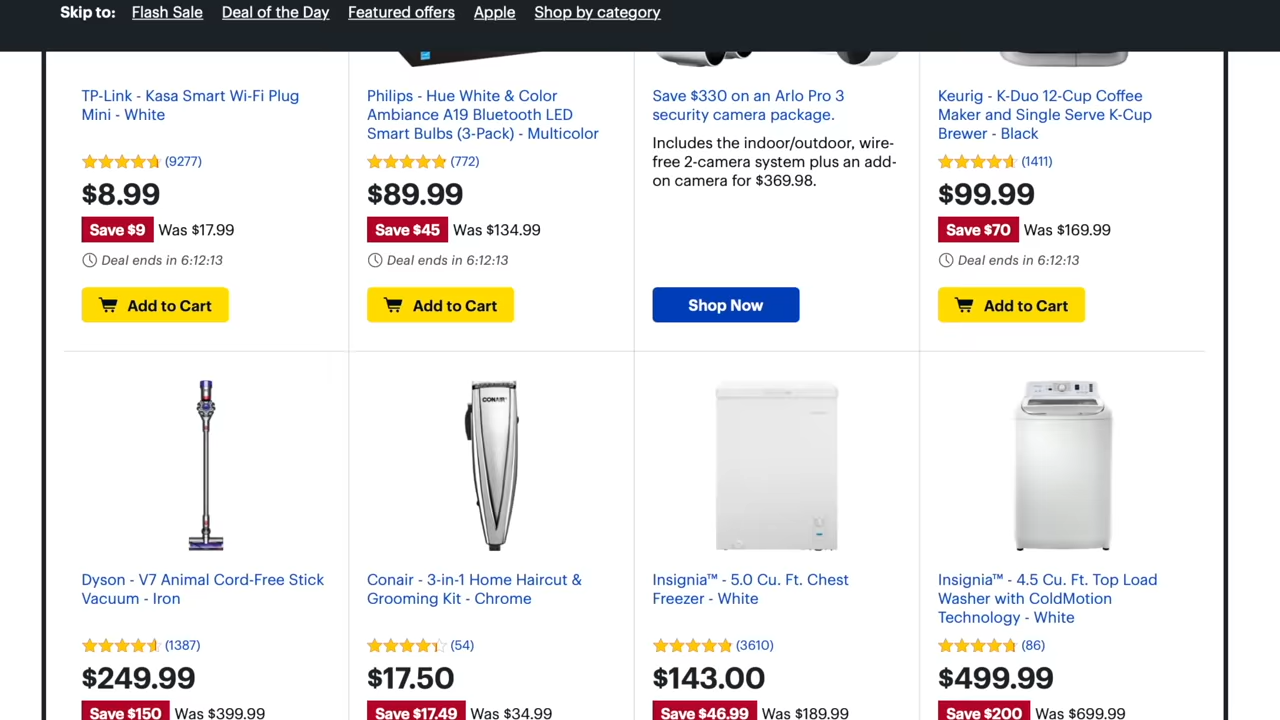 Skip to: Flash Sale Deal of the Day Featured offers Apple Shop by category
TP-Link - Kasa Smart Wi-Fi Plug
Mini - White
(9277)
$8.99
Save $9 Was $17.99
Deal ends in 6:12:13
Add to Cart
Philips - Hue White & Color
Ambiance A19 Bluetooth LED
Smart Bulbs (3-Pack) - Multicolor
(772)
$89.99
Save $45 Was $134.99
Deal ends in 6:12:13
Add to Cart
Save $330 on an Arlo Pro 3
security camera package.
Includes the indoor/outdoor, wire-
free 2-camera system plus an add-
on camera for $369.98.
Shop Now
Keurig - K-Duo 12-Cup Coffee
Maker and Single Serve K-Cup
Brewer - Black
(1411)
$99.99
Save $70 Was $169.99
Deal ends in 6:12:13
Add to Cart
Dyson - V7 Animal Cord-Free Stick
Vacuum - Iron
(1387)
$249.99
Save $150 Was $399.99
CONAIR
Conair - 3-in-1 Home Haircut &
Grooming Kit - Chrome
(54)
$17.50
Save $17.49 Was $34.99
Insignia™ - 5.0 Cu. Ft. Chest
Freezer - White
(3610)
$143.00
Save $46.99 Was $189.99
Insignia™ - 4.5 Cu. Ft. Top Load
Washer with ColdMotion
Technology - White
(86)
$499.99
Save $200 Was $699.99